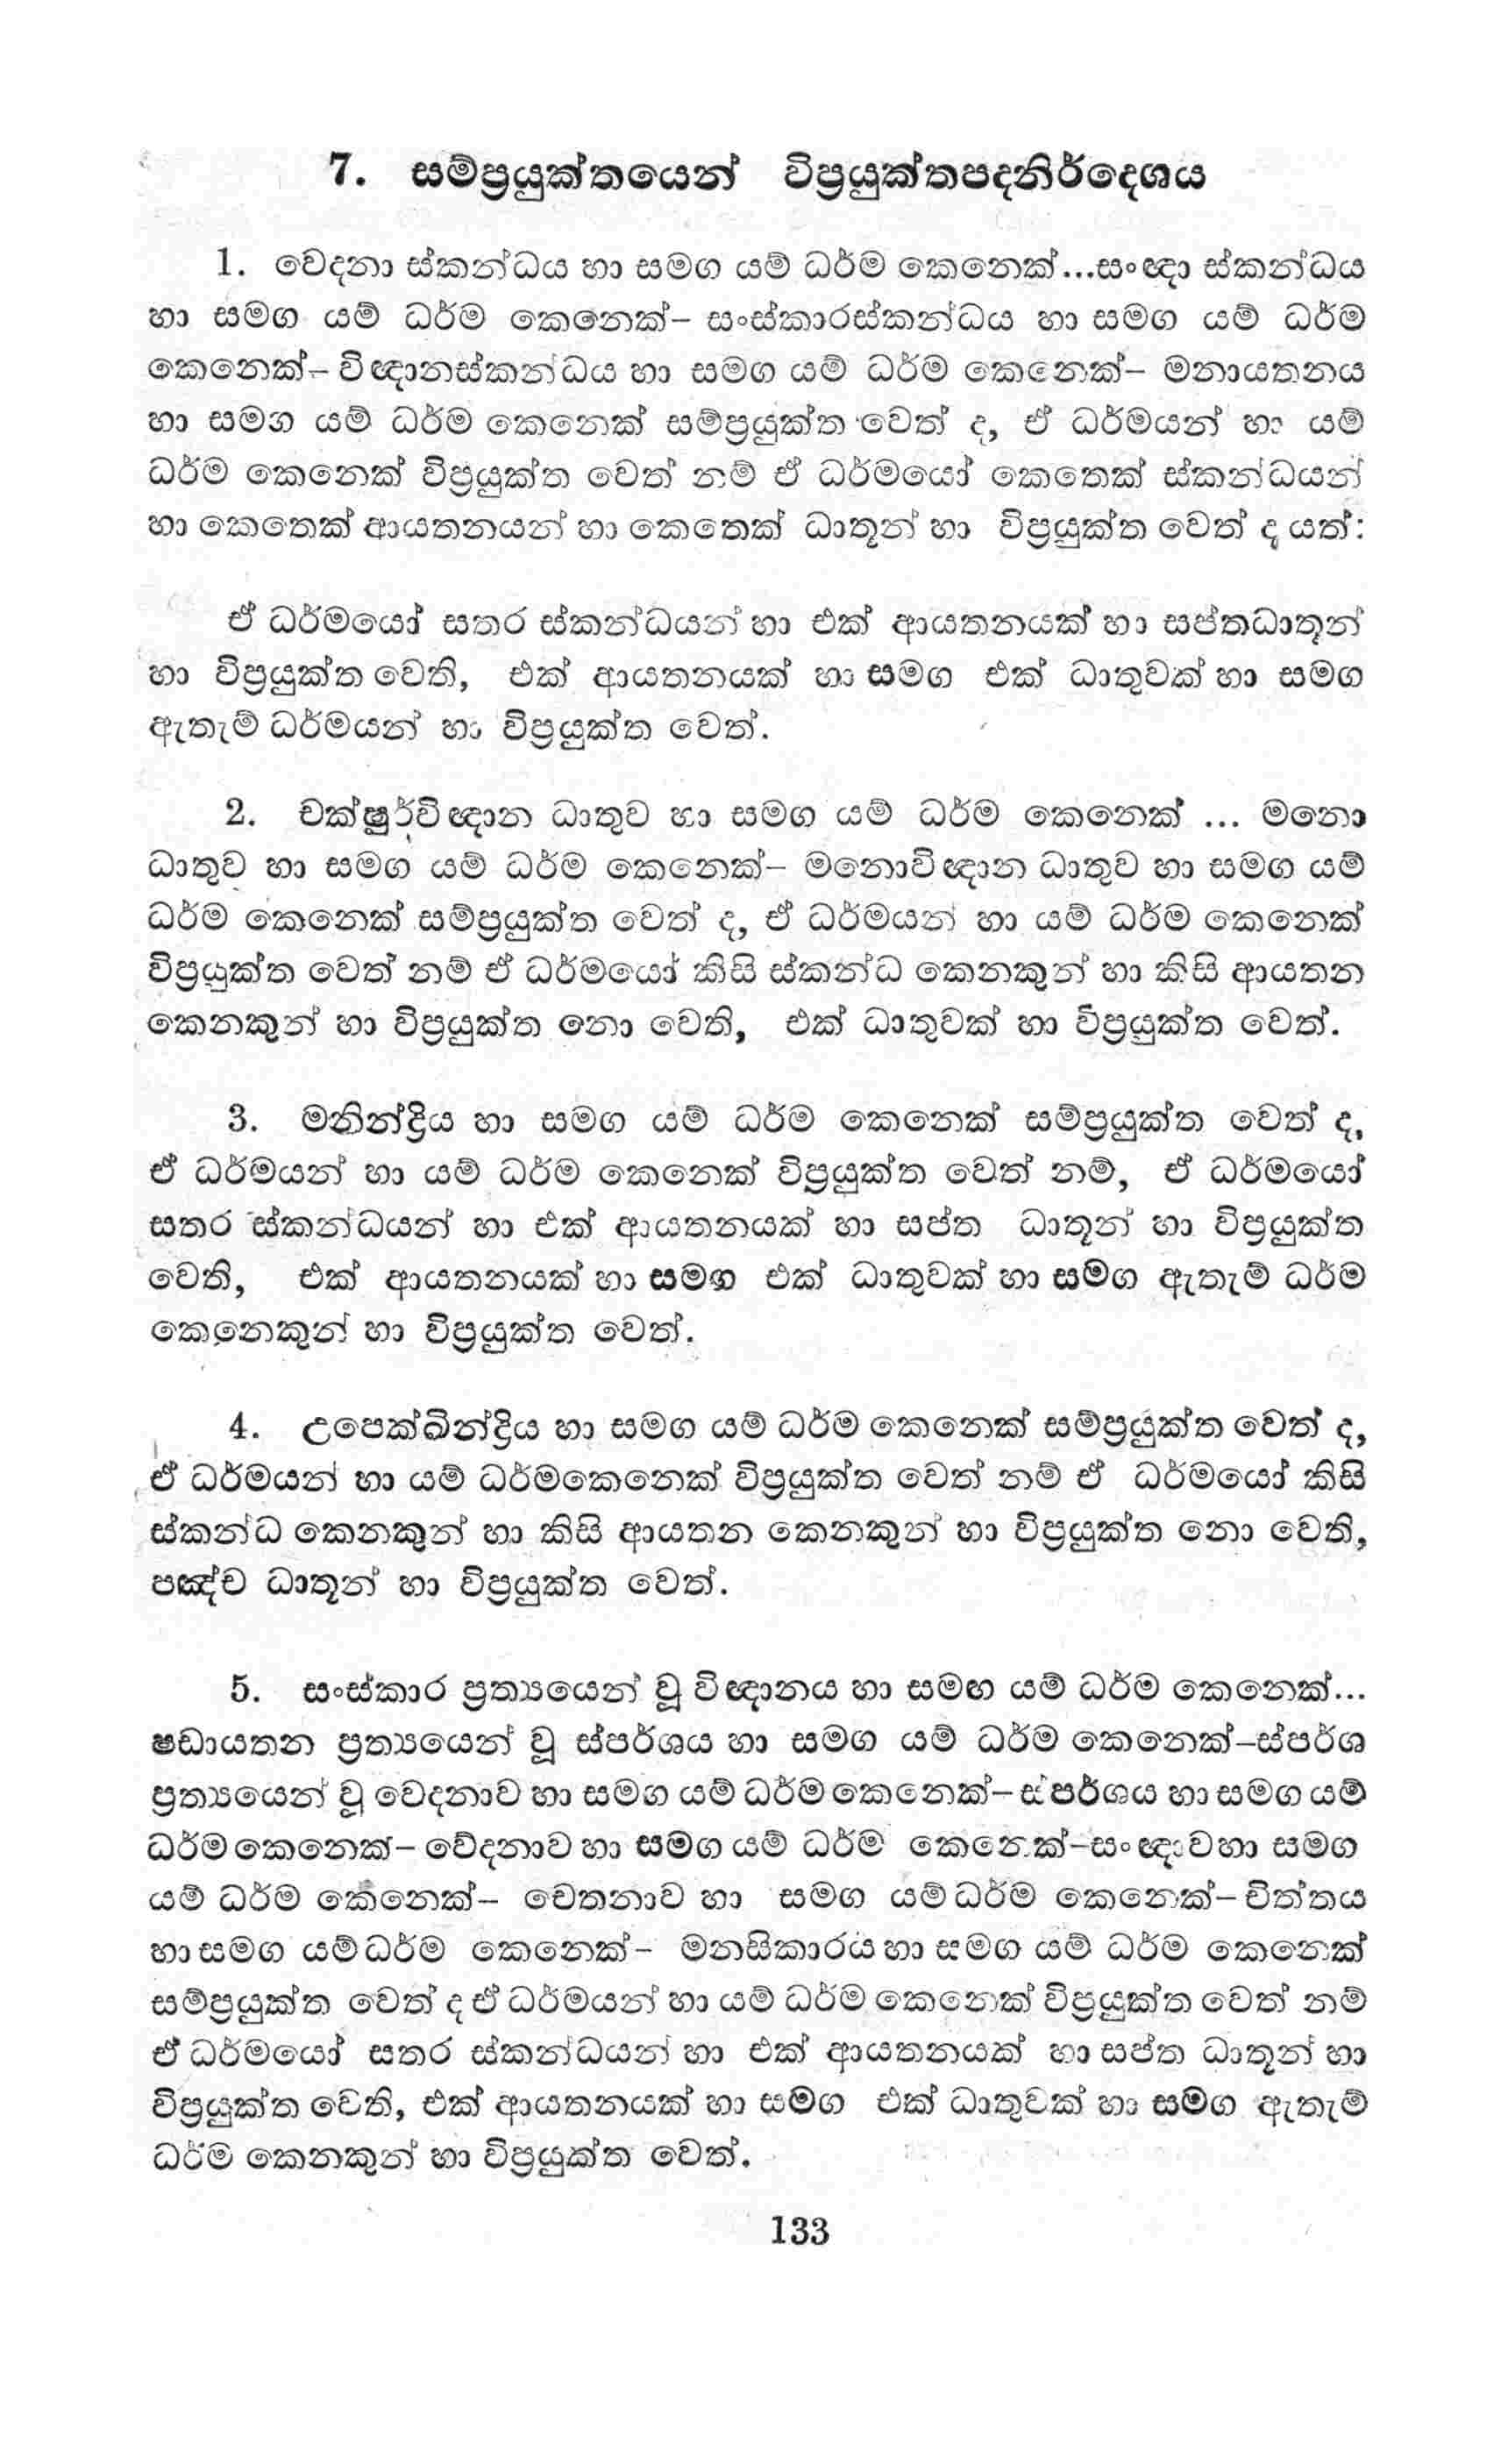 7. සම්ප්‍රයුක්තයෙන් විප්‍රයුක්තපදනිර්දෙශය
1. වෙදනා ස්කන්ධය හා සමග යම් ධර්ම කෙනෙක්...සංඥා ස්කන්ධය
හා සමග යම් ධර්ම කෙනෙක්– සංස්කාරස්කන්ධය හා සමග යම් ධර්ම
කෙනෙක්– විඥානස්කන්ධය හා සමග යම් ධර්ම කෙනෙක්– මනායතනය
හා සමග යම් ධර්ම කෙනෙක් සම්ප්‍රයුක්ත වෙත් ද, ඒ ධර්මයන් හා යම්
ධර්ම කෙනෙක් විප්‍රයුක්ත වෙත් නම් ඒ ධර්මයෝ කෙතෙක් ස්කන්ධයන්
හා කෙතෙක් ආයතනයන් හා කෙතෙක් ධාතූන් හා විප්‍රයුක්ත වෙත් ද යත්:
ඒ ධර්මයෝ සතර ස්කන්ධයන් හා එක් ආයතනයක් හා සප්තධාතූන්
හා විප්‍රයුක්ත වෙති, එක් ආයතනයක් හා සමග එක් ධාතුවක් හා සමග
ඇතැම් ධර්මයන් හා විප්‍රයුක්ත වෙත්.
2. චක්ෂුර්විඥාන ධාතුව හා සමග යම් ධර්ම කෙනෙක් ... මනො
ධාතුව හා සමග යම් ධර්ම කෙනෙක්– මනොවිඥාන ධාතුව හා සමග යම්
ධර්ම කෙනෙක් සම්ප්‍රයුක්ත වෙත් ද, ඒ ධර්මයන් හා යම් ධර්ම කෙනෙක්
විප්‍රයුක්ත වෙත් නම් ඒ ධර්මයෝ කිසි ස්කන්ධ කෙනකුන් හා කිසි ආයතන
කෙනකුන් හා විප්‍රයුක්ත නො වෙති, එක් ධාතුවක් හා විප්‍රයුක්ත වෙත්.
3. මනින්ද්‍රිය හා සමග යම් ධර්ම කෙනෙක් සම්ප්‍රයුක්ත වෙත් ද,
ඒ ධර්මයන් හා යම් ධර්ම කෙනෙක් විප්‍රයුක්ත වෙත් නම්, ඒ ධර්මයෝ
සතර ස්කන්ධයන් හා එක් ආයතනයක් හා සප්ත ධාතූන් හා විප්‍රයුක්ත
වෙති, එක් ආයතනයක් හා සමග එක් ධාතුවක් හා සමග ඇතැම් ධර්ම
කෙනෙකුන් හා විප්‍රයුක්ත වෙත්.
4. උපෙක්ඛින්ද්‍රිය හා සමග යම් ධර්ම කෙනෙක් සම්ප්‍රයුක්ත වෙත් ද,
ඒ ධර්මයන් හා යම් ධර්මකෙනෙක් විප්‍රයුක්ත වෙත් නම් ඒ ධර්මයෝ කිසි
ස්කන්ධ කෙනකුන් හා කිසි ආයතන කෙනකුන් හා විප්‍රයුක්ත නො වෙති,
පඤ්ච ධාතූන් හා විප්‍රයුක්ත වෙත්.
5. සංස්කාර ප්‍රත්‍යයෙන් වූ විඥානය හා සමඟ යම් ධර්ම කෙනෙක්...
ෂඩායතන ප්‍රත්‍යයෙන් වූ ස්පර්ශය හා සමග යම් ධර්ම කෙනෙක්–ස්පර්ශ
ප්‍රත්‍යයෙන් වූ වෙදනාව හා සමග යම් ධර්ම කෙනෙක්– ස්පර්ශය හා සමග යම්
ධර්ම කෙනෙක්– වේදනාව හා සමග යම් ධර්ම කෙනෙක්–සංඥාවහා සමග
යම් ධර්ම කෙනෙක්– චෙතනාව හා සමග යම් ධර්ම කෙනෙක්– චිත්තය
හා සමග යම් ධර්ම කෙනෙක්– මනසිකාරය හා සමග යම් ධර්ම කෙනෙක්
සම්ප්‍රයුක්ත වෙත් ද ඒ ධර්මයන් හා යම් ධර්ම කෙනෙක් විප්‍රයුක්ත වෙත් නම්
ඒ ධර්මයෝ සතර ස්කන්ධයන් හා එක් ආයතනයක් හා සප්ත ධාතූන් හා
විප්‍රයුක්ත වෙති, එක් ආයතනයක් හා සමග එක් ධාතුවක් හා සමග ඇතැම්
ධර්ම කෙනකුන් හා විප්‍රයුක්ත වෙත්.
133